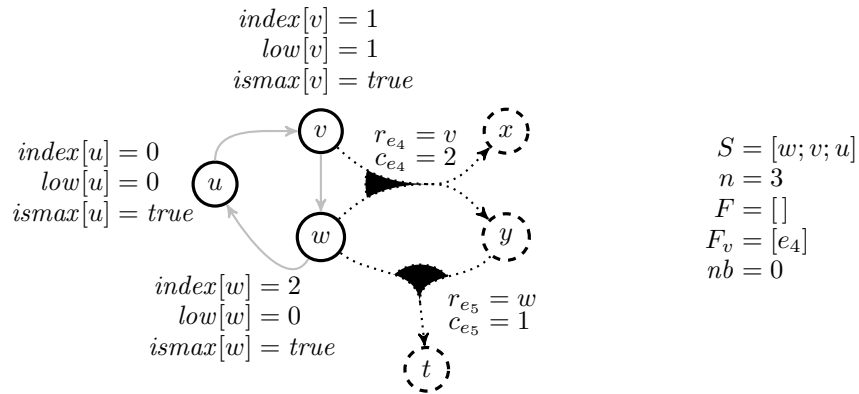 index[v] = 1
low[v] = 1
ismax[v] = true
v
r_{e_4} = v
c_{e_4} = 2
x
index[u] = 0
low[u] = 0
ismax[u] = true
u
w
y
index[w] = 2
low[w] = 0
ismax[w] = true
r_{e_5} = w
c_{e_5} = 1
t
S = [w; v; u]
n = 3
F = [ ]
F_v = [e_4]
nb = 0